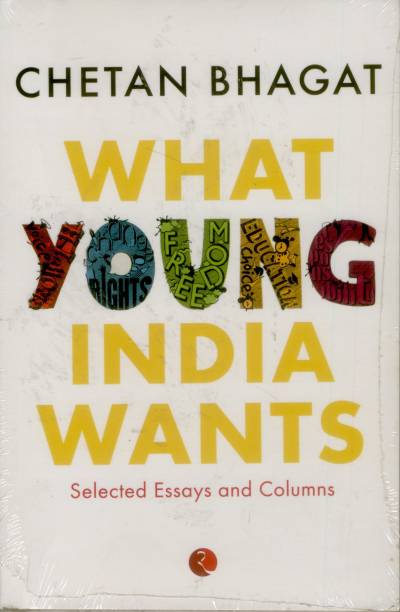 CHETAN BHAGAT
WHAT
YOUNG
INDIA
WANTS
Selected Essays and Columns